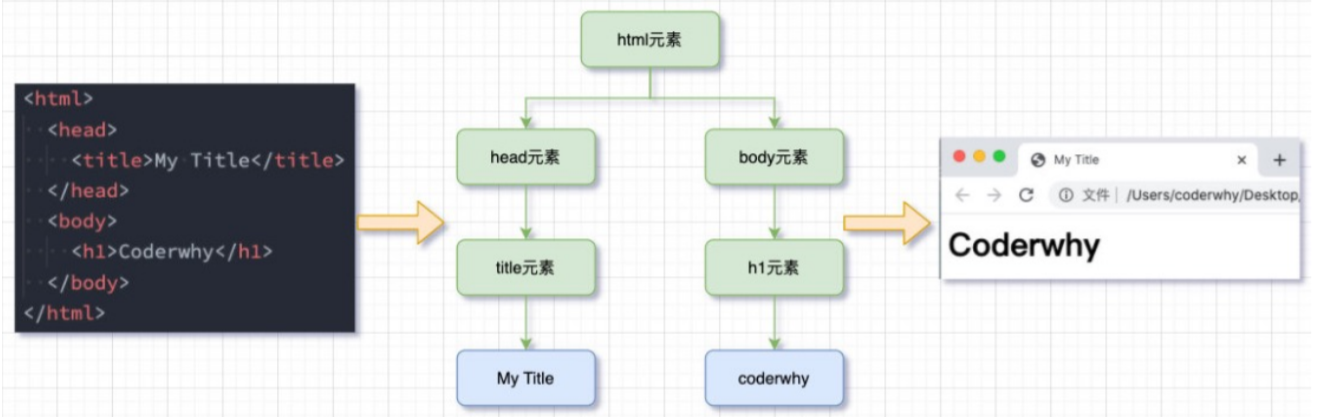 <html>
<head>
<title>My Title</title>
</head>
<body>
<h1>Coderwhy</h1>
</body>
</html>
html元素
head元素
body元素
title元素
h1元素
My Title
coderwhy
My Title
文件 /Users/coderwhy/Desktop
Coderwhy